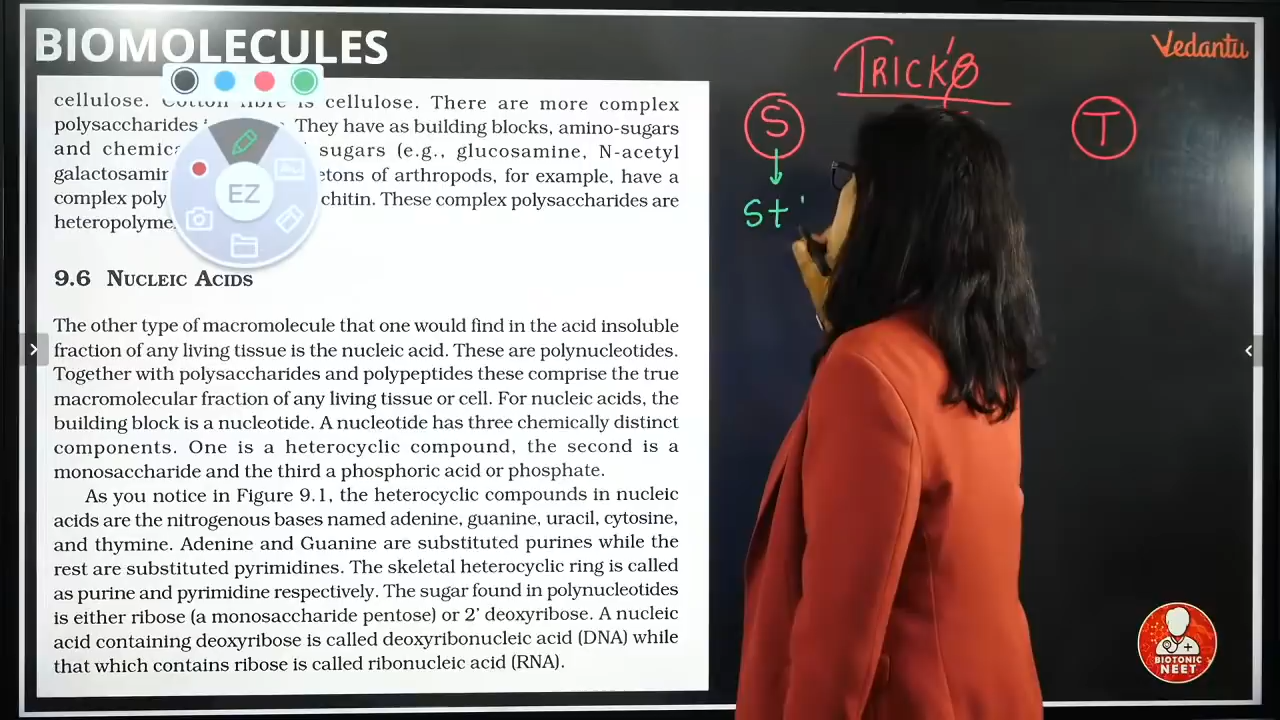 BIOMOLECULES
Vedantu
TRICK'S
S
T
St
cellulose. Cotton fibre is cellulose. There are more complex
polysaccharides They have as building blocks, amino-sugars
and sugars (e.g., glucosamine, N-acetyl
of arthropods, for example, have a
complex chitin. These complex polysaccharides are
EZ
9.6 NUCLEIC ACIDS
The other type of macromolecule that one would find in the acid insoluble
fraction of any living tissue is the nucleic acid. These are polynucleotides.
Together with polysaccharides and polypeptides these comprise the true
macromolecular fraction of any living tissue or cell. For nucleic acids, the
building block is a nucleotide. A nucleotide has three chemically distinct
components. One is a heterocyclic compound, the second is a
monosaccharide and the third a phosphoric acid or phosphate.
As you notice in Figure 9.1, the heterocyclic compounds in nucleic
acids are the nitrogenous bases named adenine, guanine, uracil, cytosine,
and thymine. Adenine and Guanine are substituted purines while the
rest are substituted pyrimidines. The skeletal heterocyclic ring is called
as purine and pyrimidine respectively. The sugar found in polynucleotides
is either ribose (a monosaccharide pentose) or 2' deoxyribose. A nucleic
acid containing deoxyribose is called deoxyribonucleic acid (DNA) while
that which contains ribose is called ribonucleic acid (RNA).
BIOTONIC
NEET